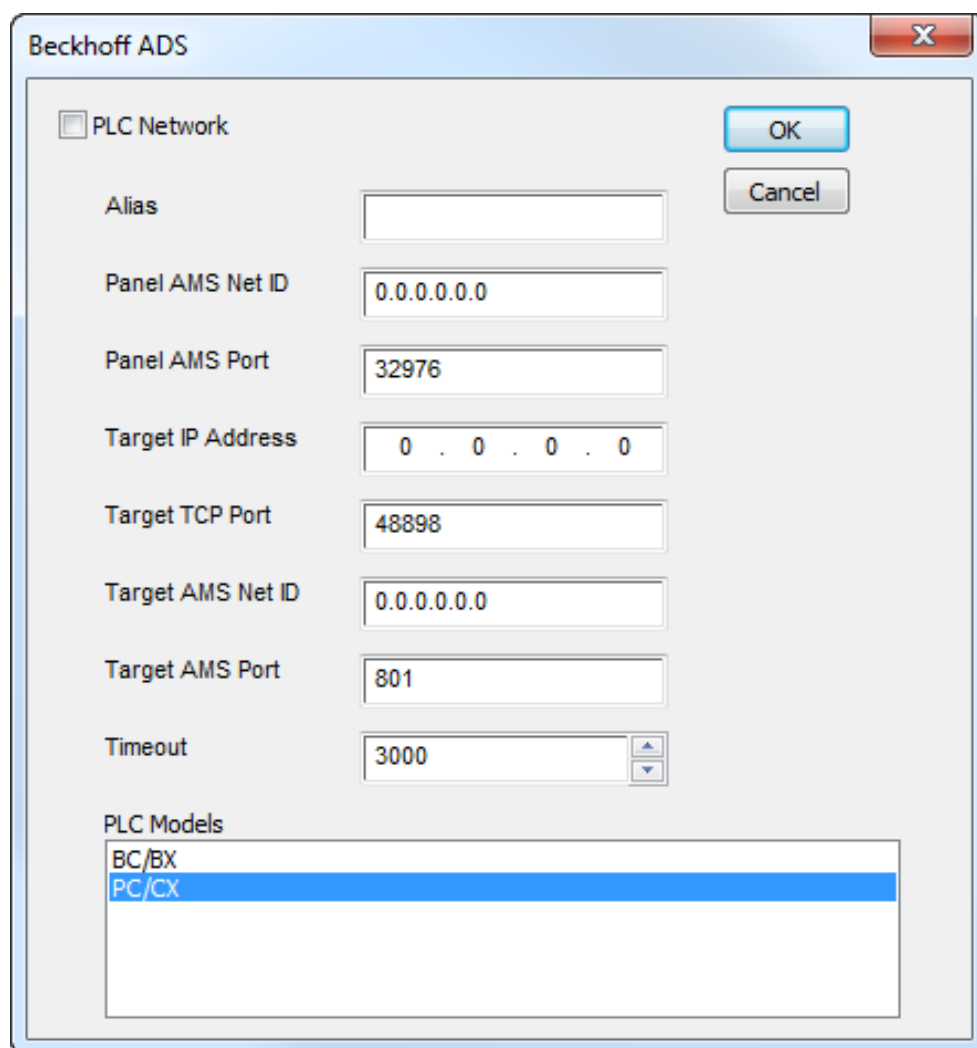 Beckhoff ADS
PLC Network
OK
Cancel
Alias
Panel AMS Net ID
0.0.0.0.0.0
Panel AMS Port
32976
Target IP Address
0 . 0 . 0 . 0
Target TCP Port
48898
Target AMS Net ID
0.0.0.0.0.0
Target AMS Port
801
Timeout
3000
PLC Models
BC/BX
PC/CX